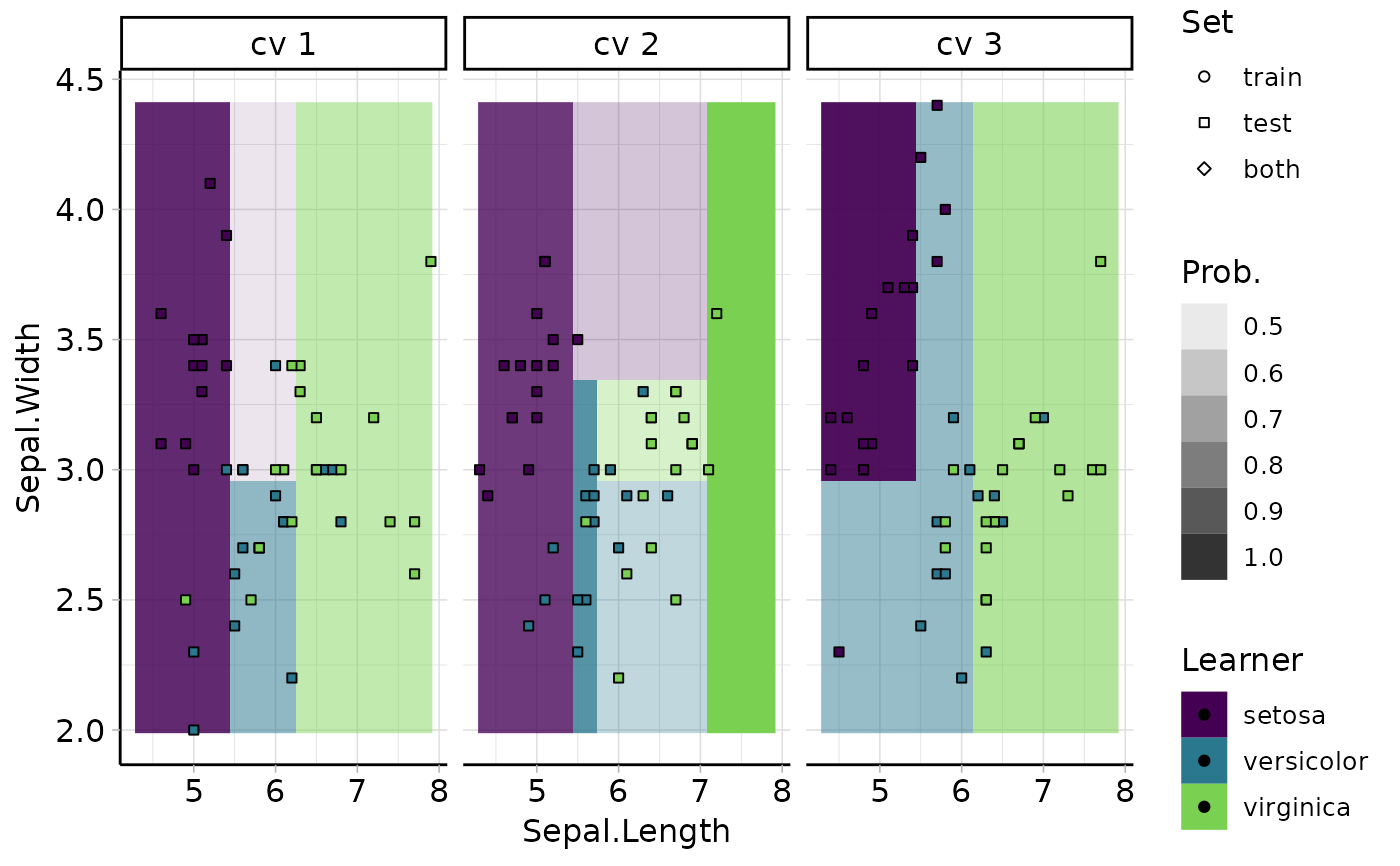 cv 1
cv 2
cv 3
4.5
4.0
3.5
3.0
2.5
2.0
Sepal.Width
5 6 7 8
5 6 7 8
5 6 7 8
Sepal.Length
Set
train
test
both
Prob.
0.5
0.6
0.7
0.8
0.9
1.0
Learner
setosa
versicolor
virginica